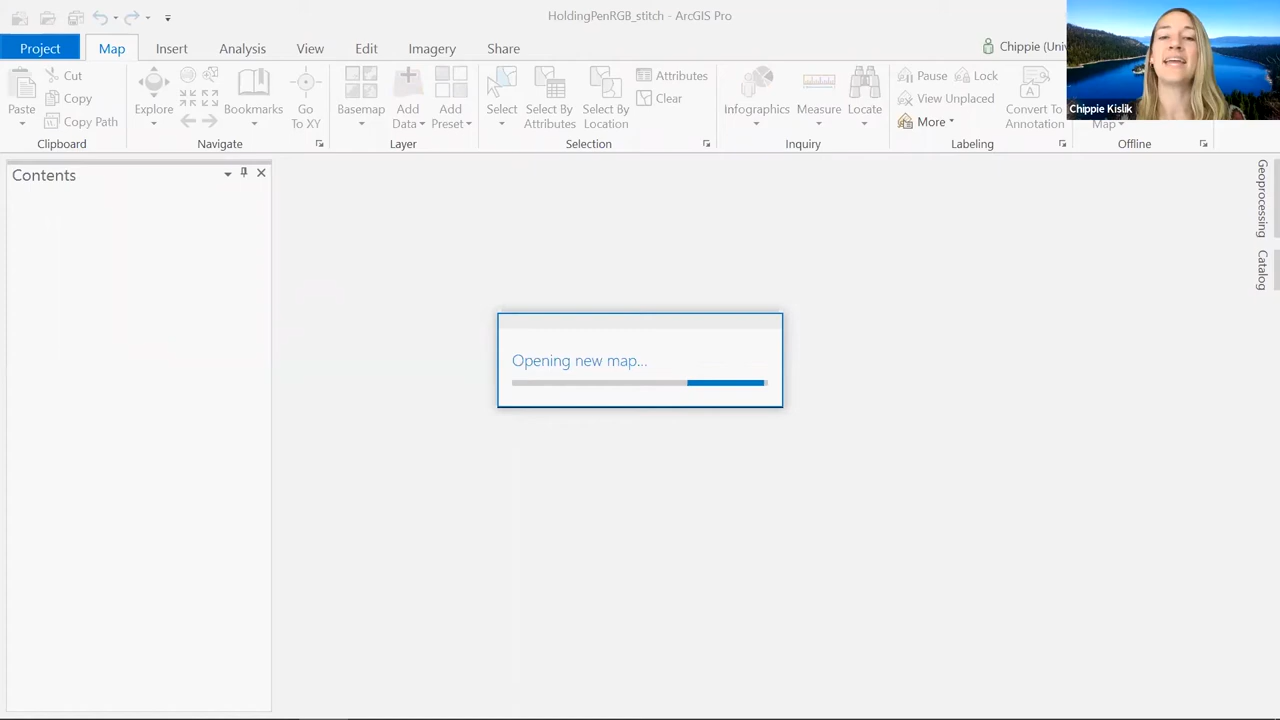 HoldingPenRGB_stitch - ArcGIS Pro
Project Map Insert Analysis View Edit Imagery Share
Chippie (Uni
Paste
Cut
Copy
Copy Path
Clipboard
Explore
Bookmarks
Go
To XY
Navigate
Basemap
Add
Data
Add
Preset
Layer
Select
Select By
Attributes
Select By
Location
Attributes
Clear
Selection
Infographics
Measure
Locate
Inquiry
Pause
Lock
View Unplaced
More
Convert To
Annotation
Labeling
Map
Offline
Chippie Kislik
Contents
Opening new map...
Geoprocessing
Catalog